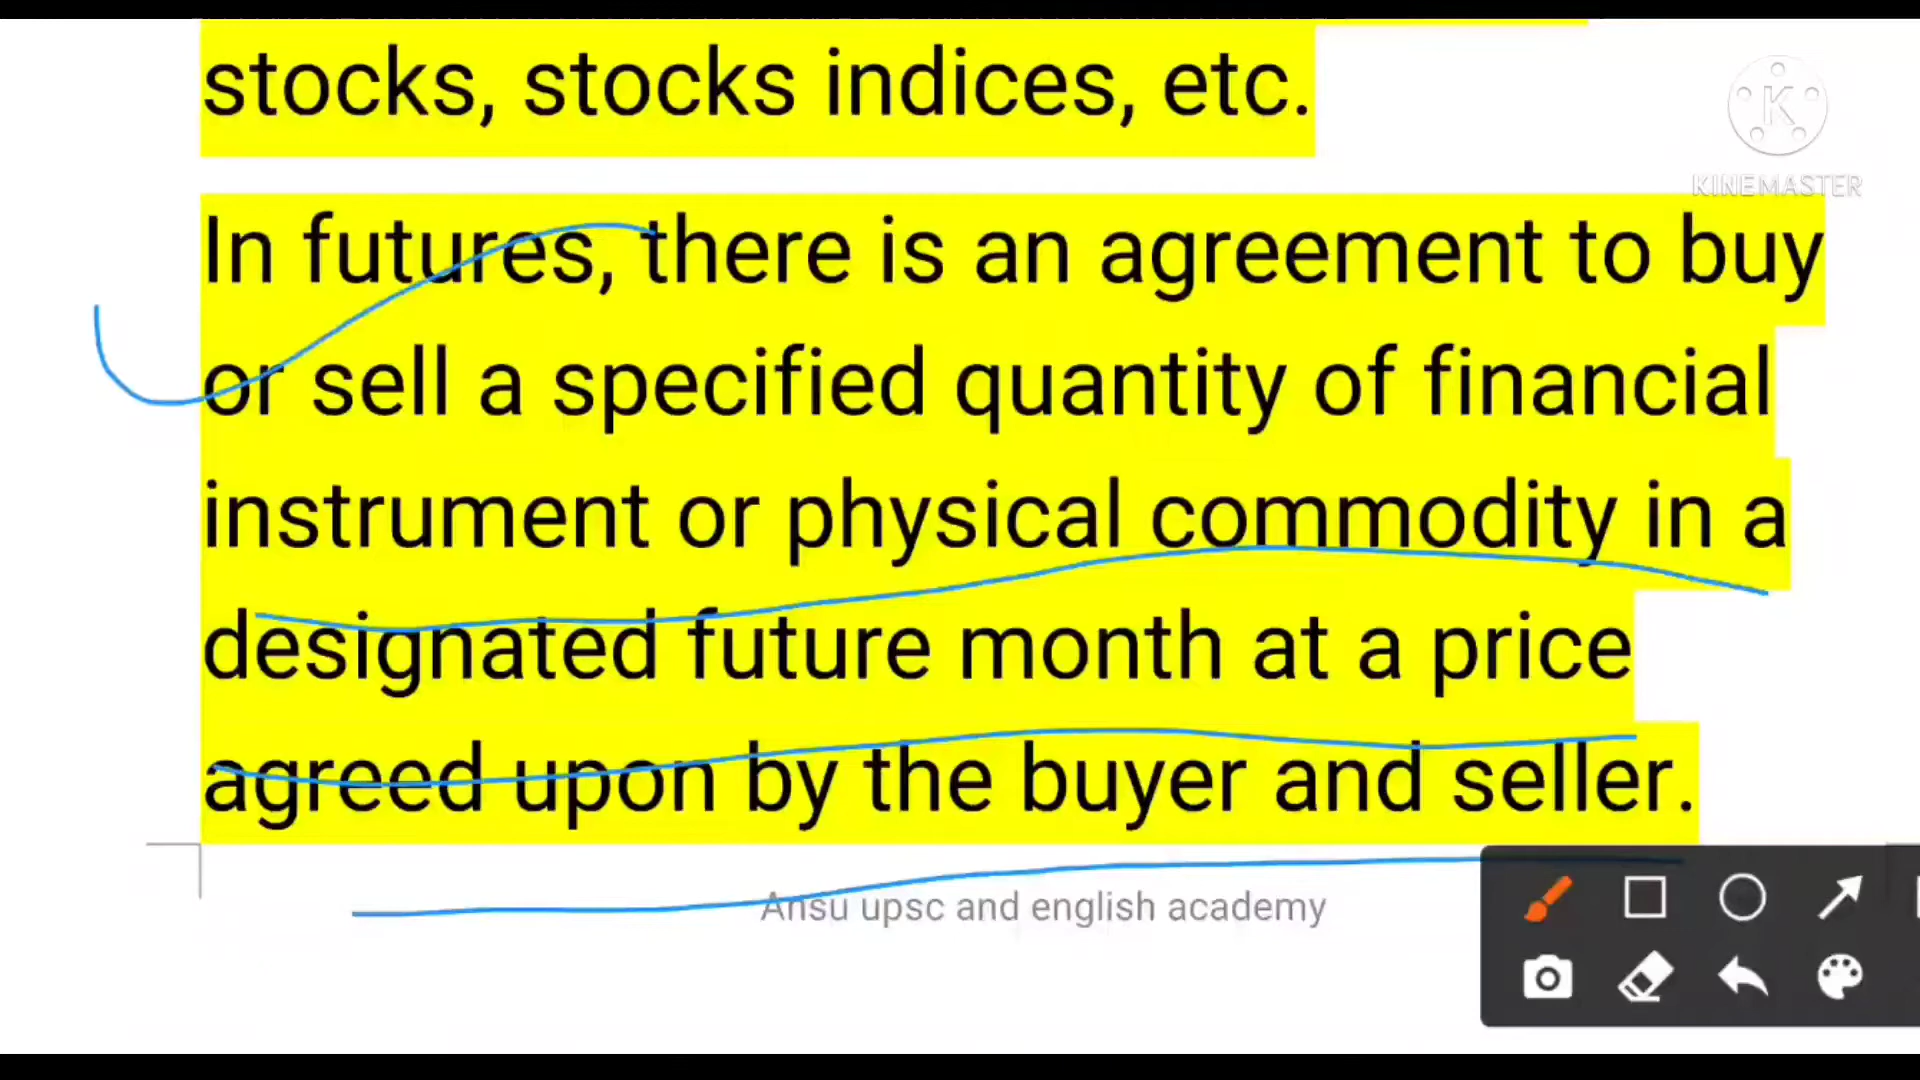 stocks, stocks indices, etc.
KINEMASTER
In futures, there is an agreement to buy
or sell a specified quantity of financial
instrument or physical commodity in a
designated future month at a price
agreed upon by the buyer and seller.
Ansu upsc and english academy